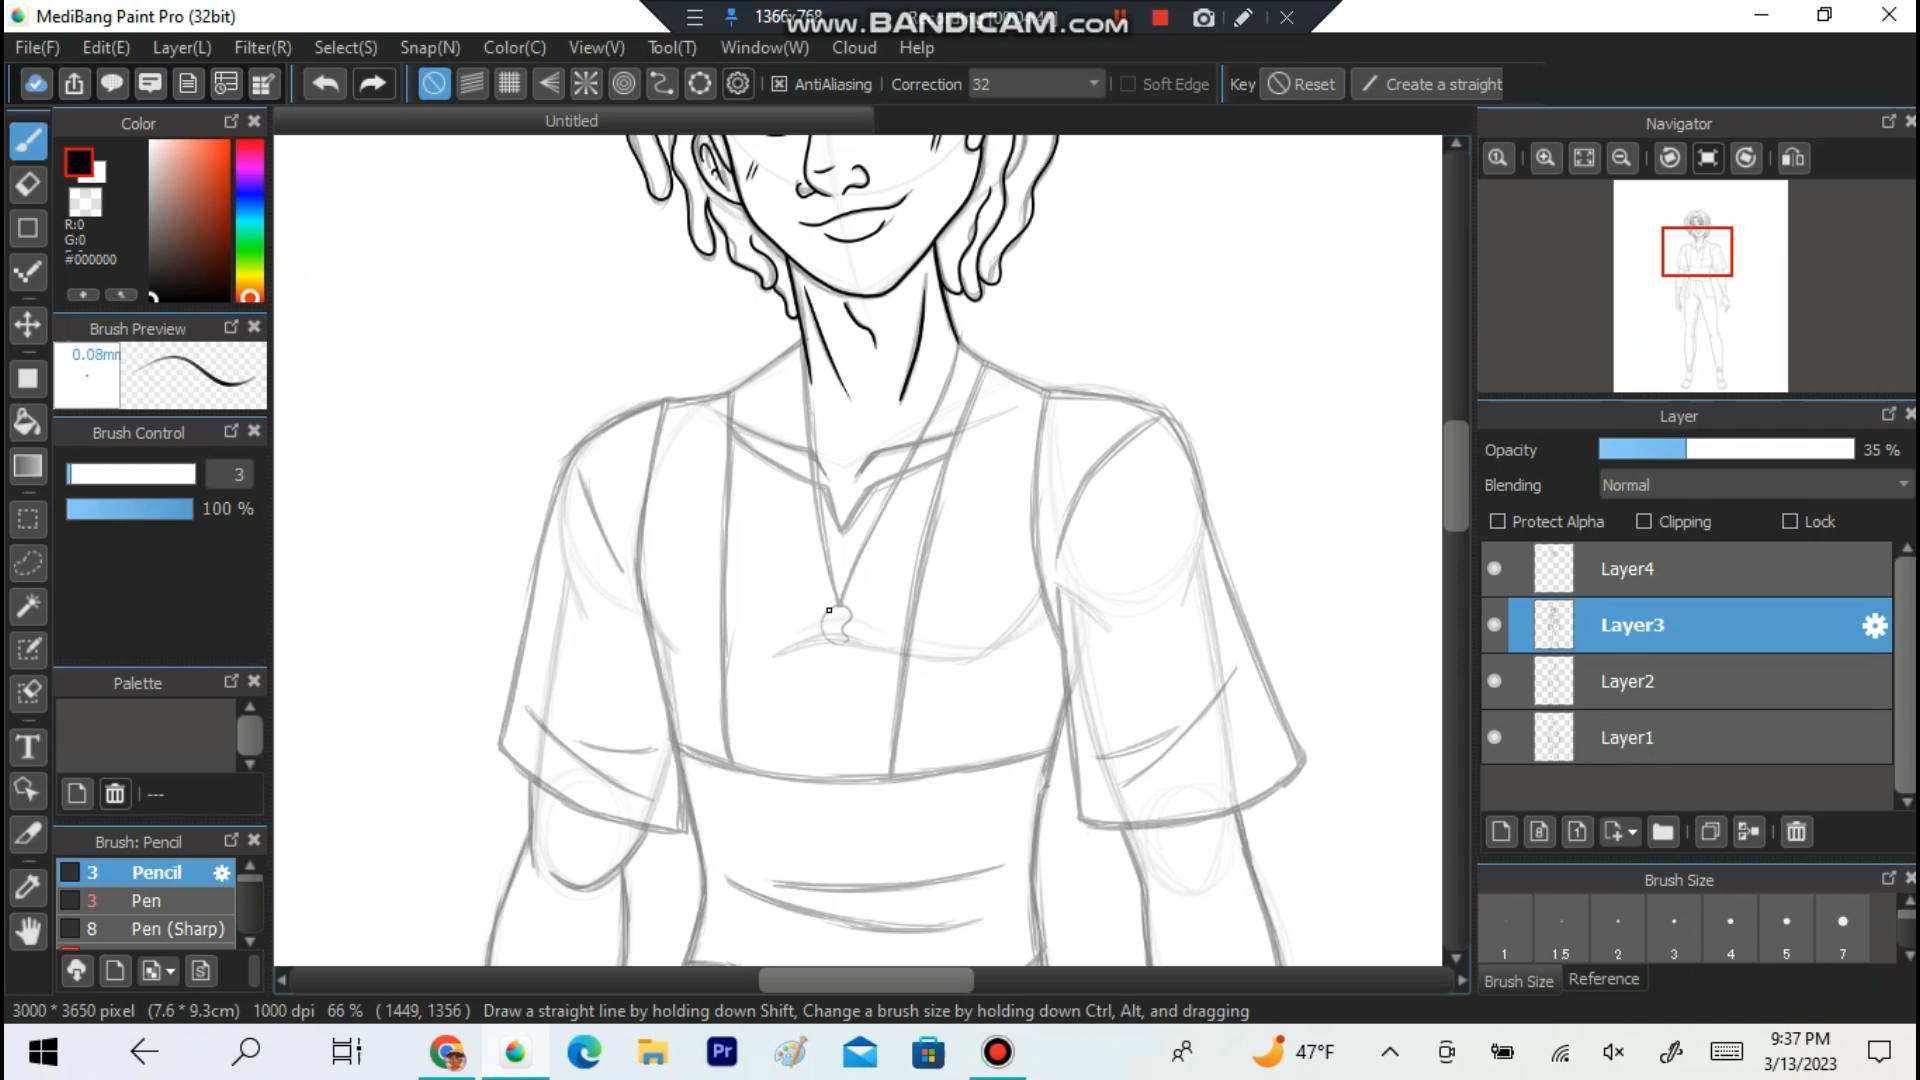 MediBang Paint Pro (32bit)
1366x768
www.BANDICAM.com
File(F) Edit(E) Layer(L) Filter(R) Select(S) Snap(N) Color(C) View(V) Tool(T) Window(W) Cloud Help
AntiAliasing Correction 32 Soft Edge Key Reset Create a straight
Color
Untitled
Navigator
R:0
G:0
#000000
Brush Preview
0.08mm
Brush Control
3
100 %
Layer
Opacity 35 %
Blending Normal
Protect Alpha Clipping Lock
Layer4
Layer3
Layer2
Layer1
Palette
---
Brush: Pencil
3 Pencil
3 Pen
8 Pen (Sharp)
Brush Size
1 1.5 2 3 4 5 7
Brush Size Reference
3000 * 3650 pixel (7.6 * 9.3cm) 1000 dpi 66 % ( 1449, 1356 ) Draw a straight line by holding down Shift, Change a brush size by holding down Ctrl, Alt, and dragging
Pr
47°F
9:37 PM
3/13/2023